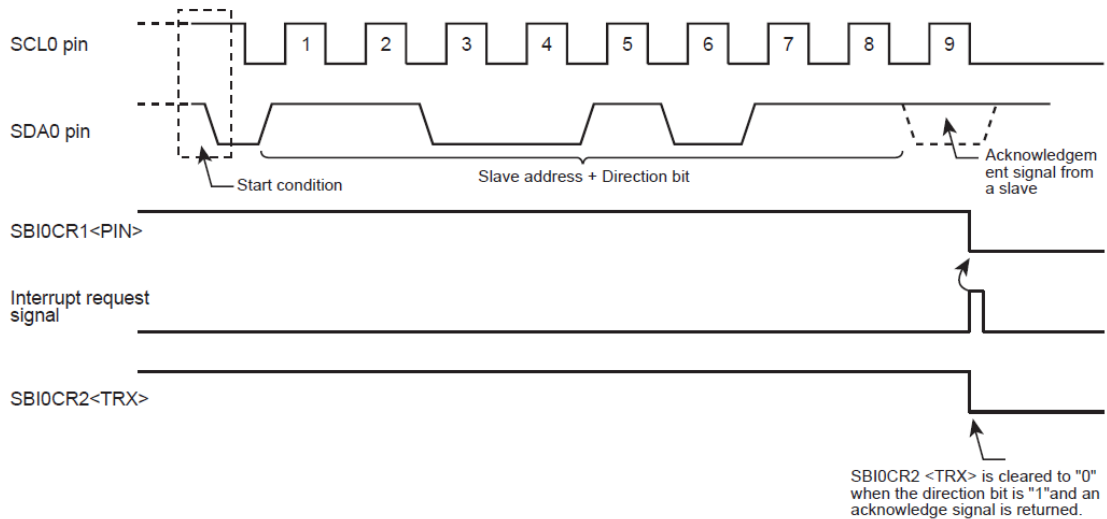 SCL0 pin
1 2 3 4 5 6 7 8 9
SDA0 pin
Start condition
Slave address + Direction bit
Acknowledgem
ent signal from
a slave
SBI0CR1<PIN>
Interrupt request
signal
SBI0CR2<TRX>
SBI0CR2 <TRX> is cleared to "0"
when the direction bit is "1"and an
acknowledge signal is returned.